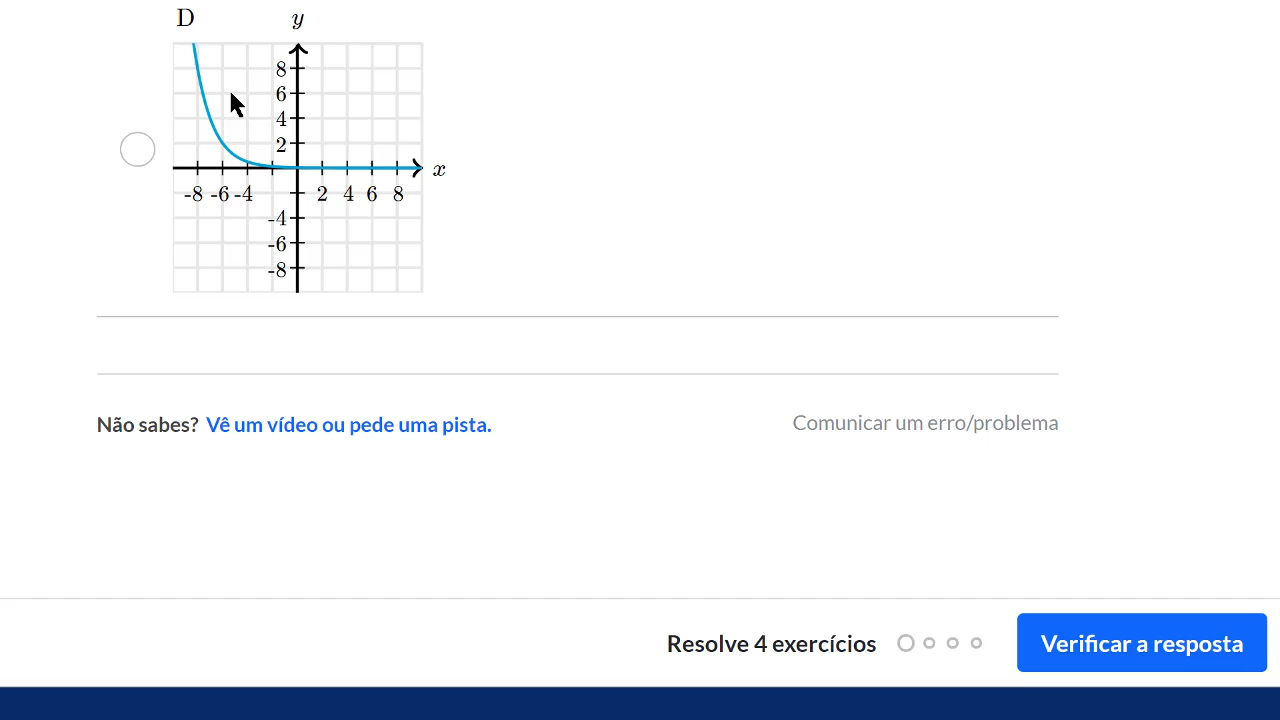 D
y
8
6
4
2
x
-8 -6 -4 2 4 6 8
-4
-6
-8
Não sabes? Vê um vídeo ou pede uma pista.
Comunicar um erro/problema
Resolve 4 exercícios
Verificar a resposta